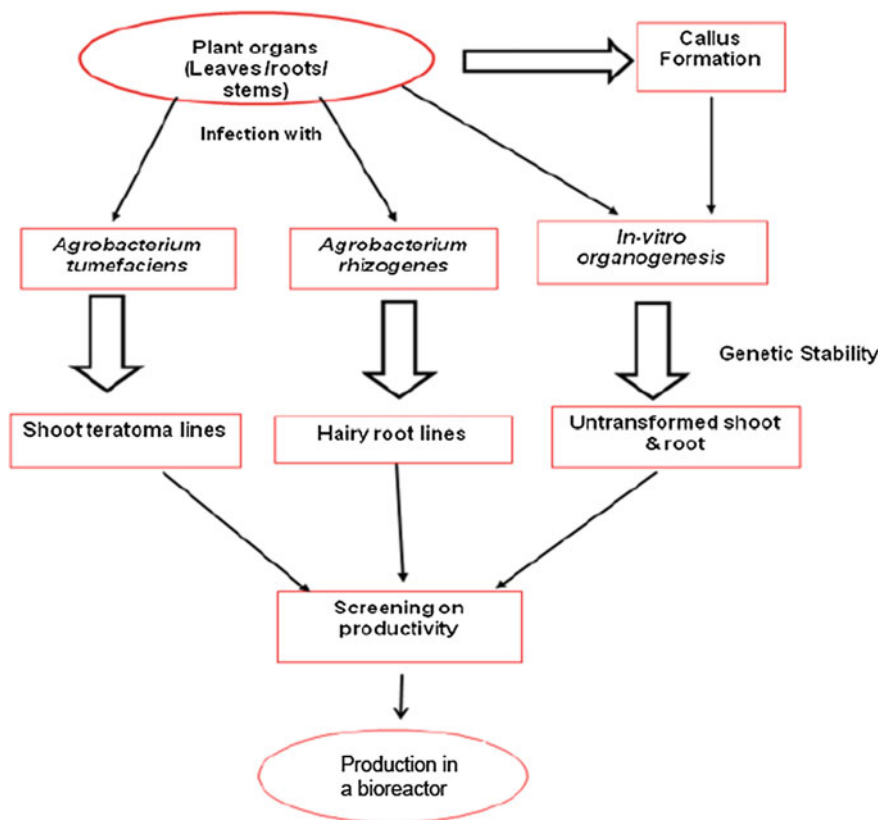 Plant organs
(Leaves/roots/
stems)
Callus
Formation
Infection with
Agrobacterium
tumefaciens
Agrobacterium
rhizogenes
In-vitro
organogenesis
Genetic Stability
Shoot teratoma lines
Hairy root lines
Untransformed shoot
& root
Screening on
productivity
Production in
a bioreactor